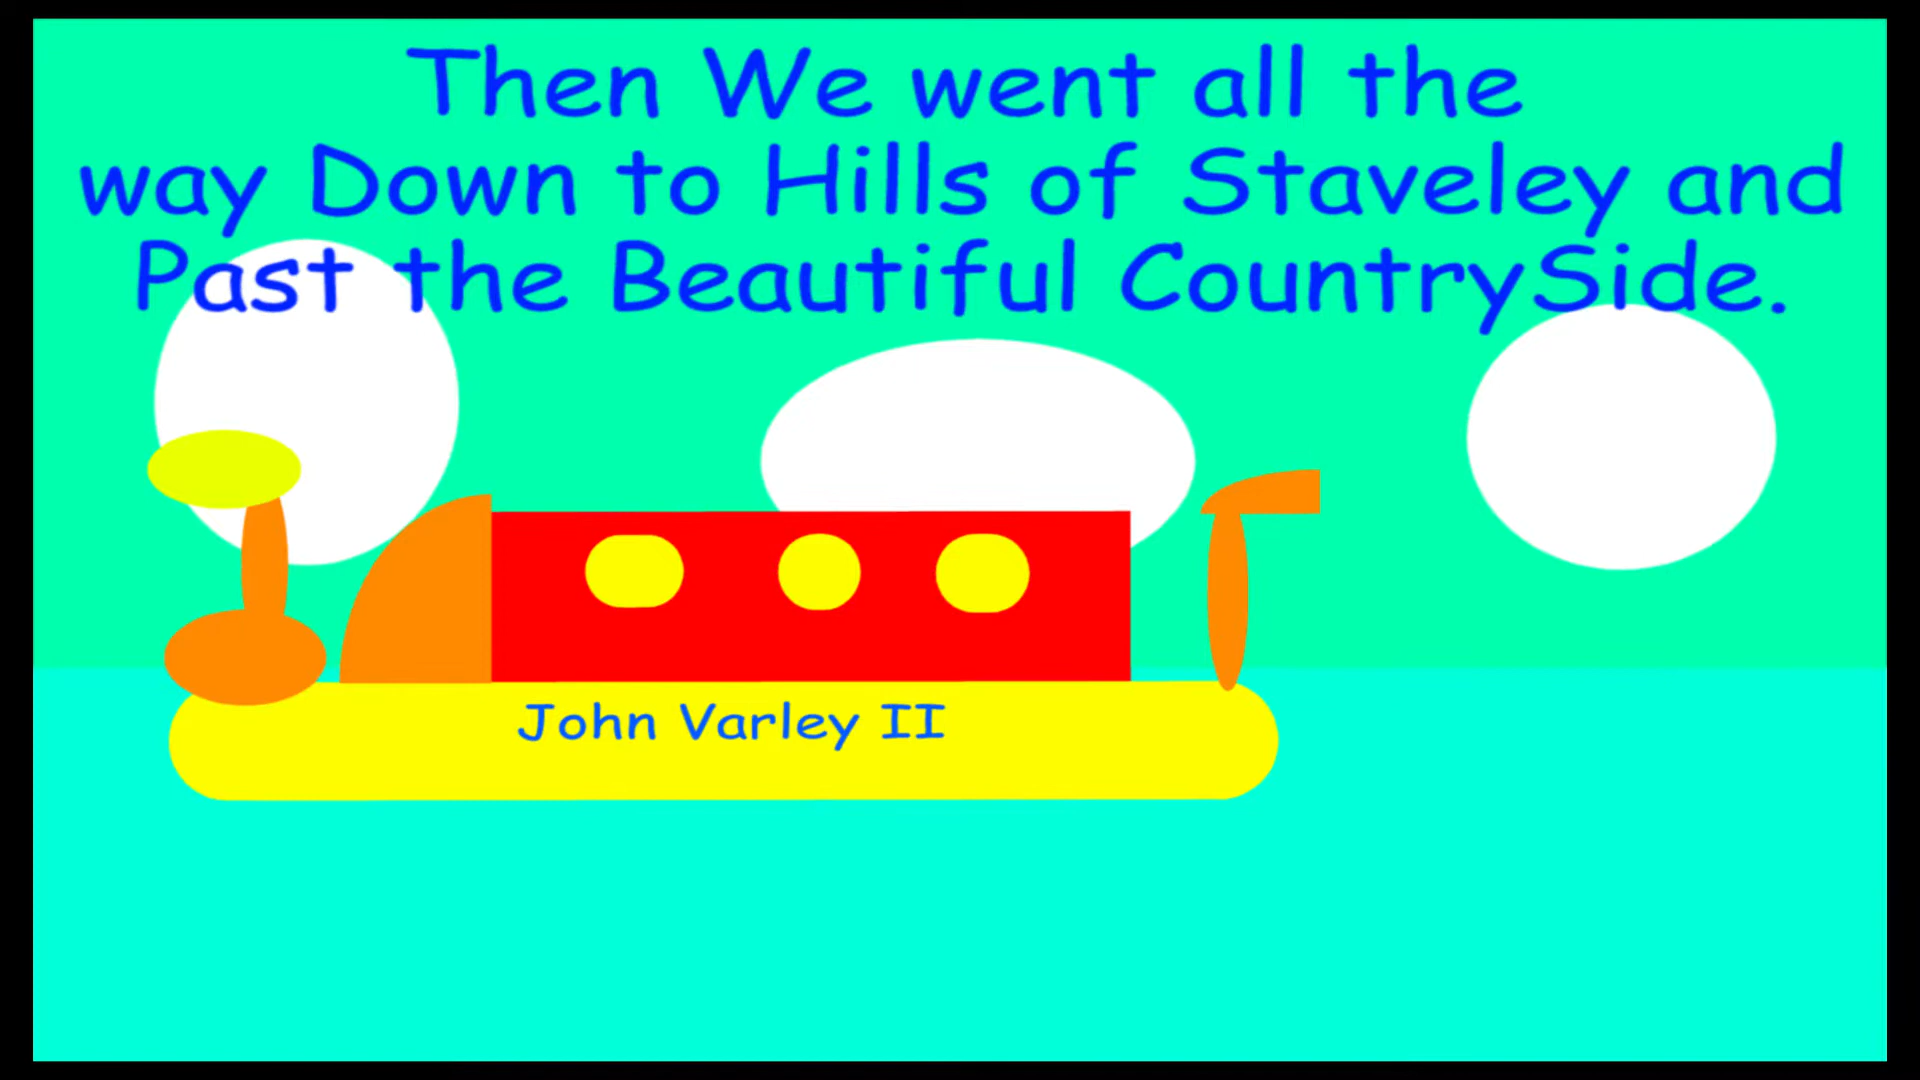 Then We went all the
way Down to Hills of Staveley and
Past the Beautiful CountrySide.
John Varley II